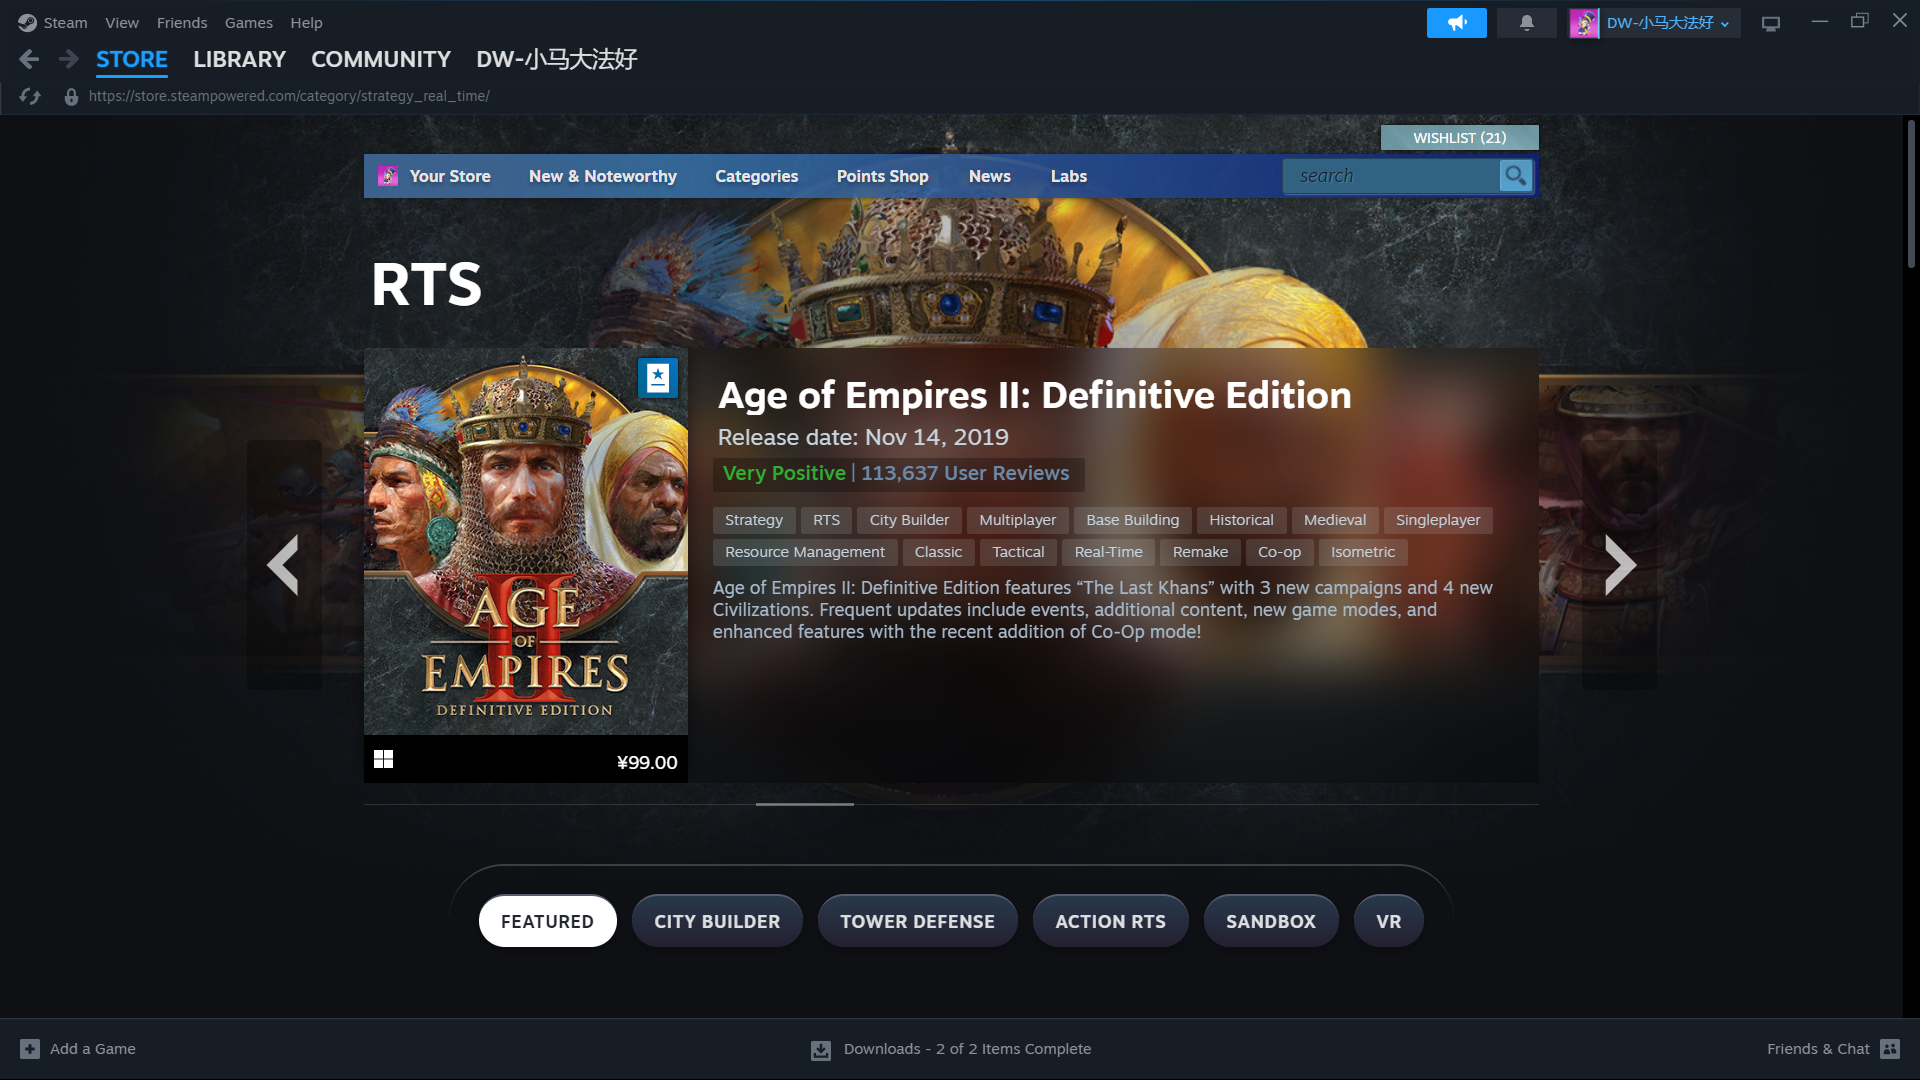 Steam View Friends Games Help
DW-小马大法好
STORE LIBRARY COMMUNITY DW-小马大法好
https://store.steampowered.com/category/strategy_real_time/
WISHLIST (21)
Your Store New & Noteworthy Categories Points Shop News Labs
search
RTS
Age of Empires II: Definitive Edition
Release date: Nov 14, 2019
Very Positive | 113,637 User Reviews
Strategy RTS City Builder Multiplayer Base Building Historical Medieval Singleplayer
Resource Management Classic Tactical Real-Time Remake Co-op Isometric
Age of Empires II: Definitive Edition features “The Last Khans” with 3 new campaigns and 4 new
Civilizations. Frequent updates include events, additional content, new game modes, and
enhanced features with the recent addition of Co-Op mode!
II
AGE
OF
EMPIRES
DEFINITIVE EDITION
¥99.00
FEATURED CITY BUILDER TOWER DEFENSE ACTION RTS SANDBOX VR
Add a Game
Downloads - 2 of 2 Items Complete
Friends & Chat